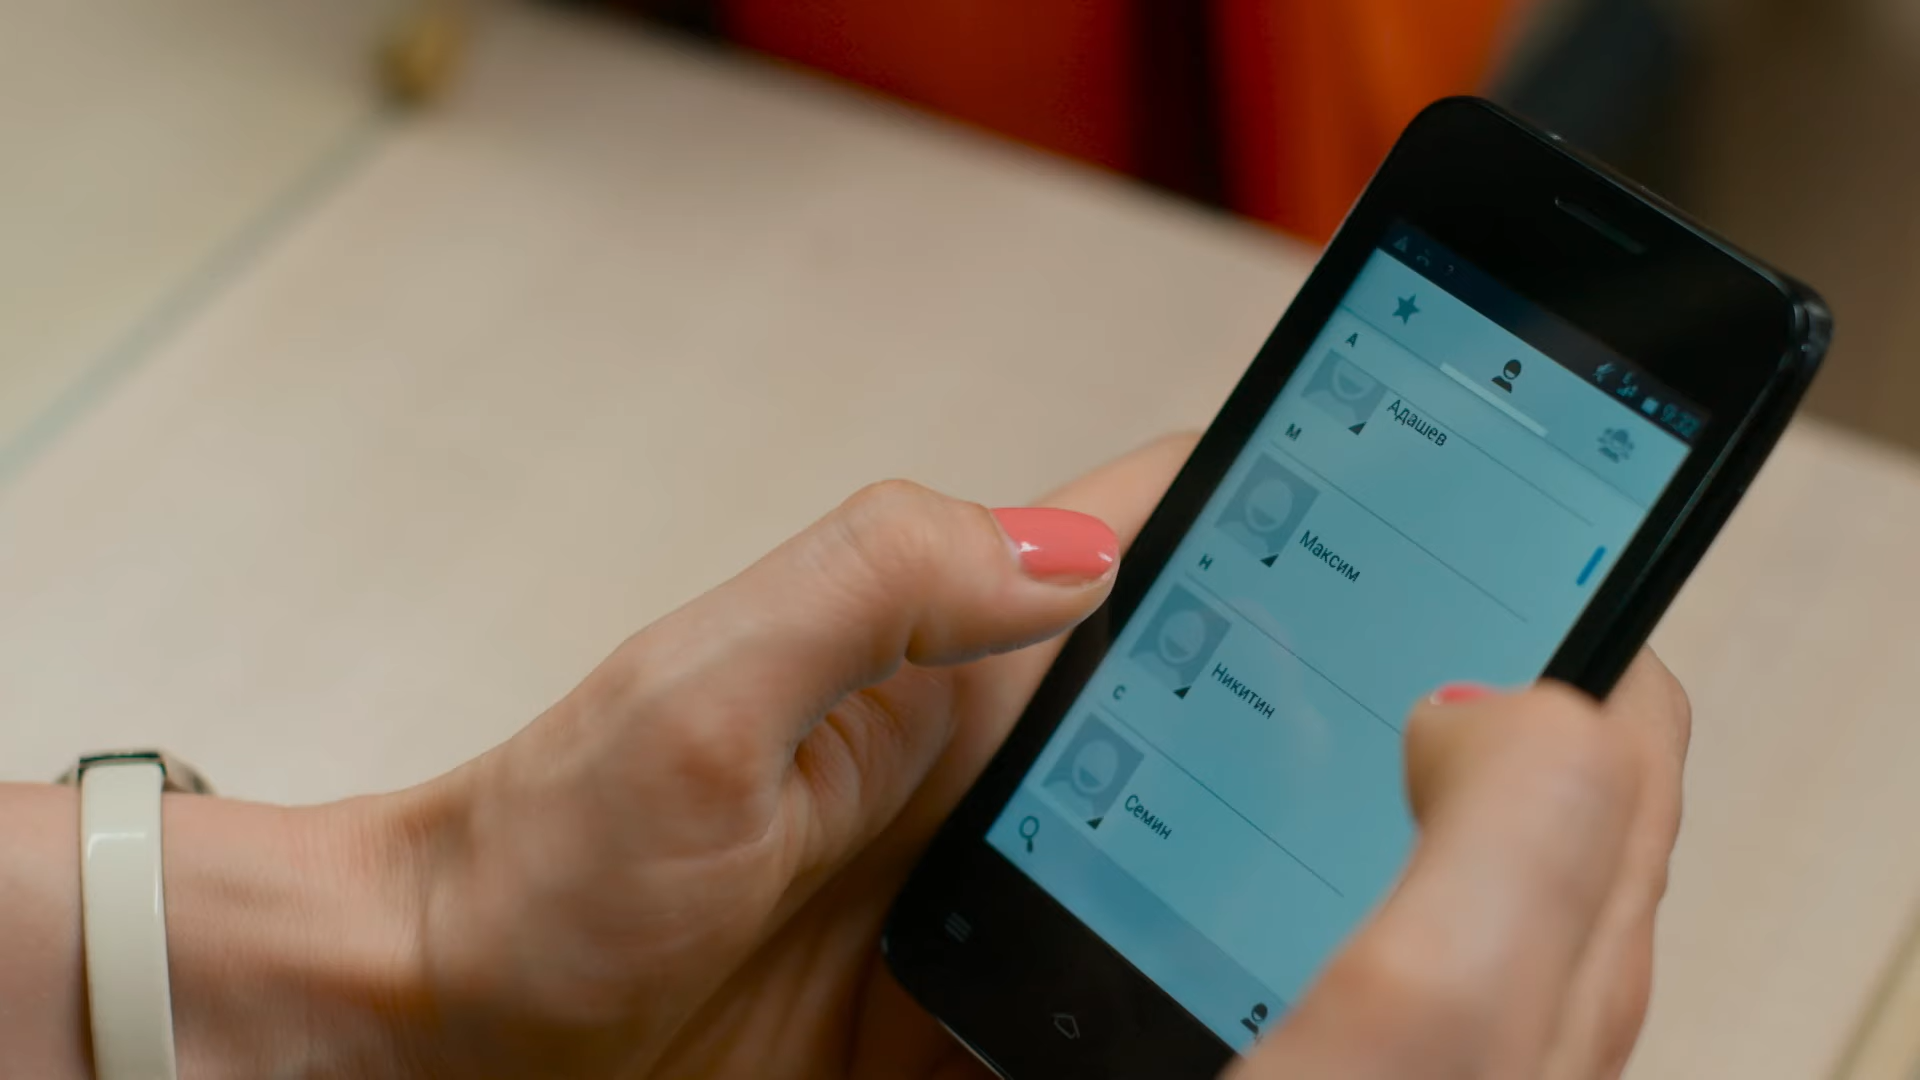 А
Адашев
М
Максим
Н
Никитин
С
Семин